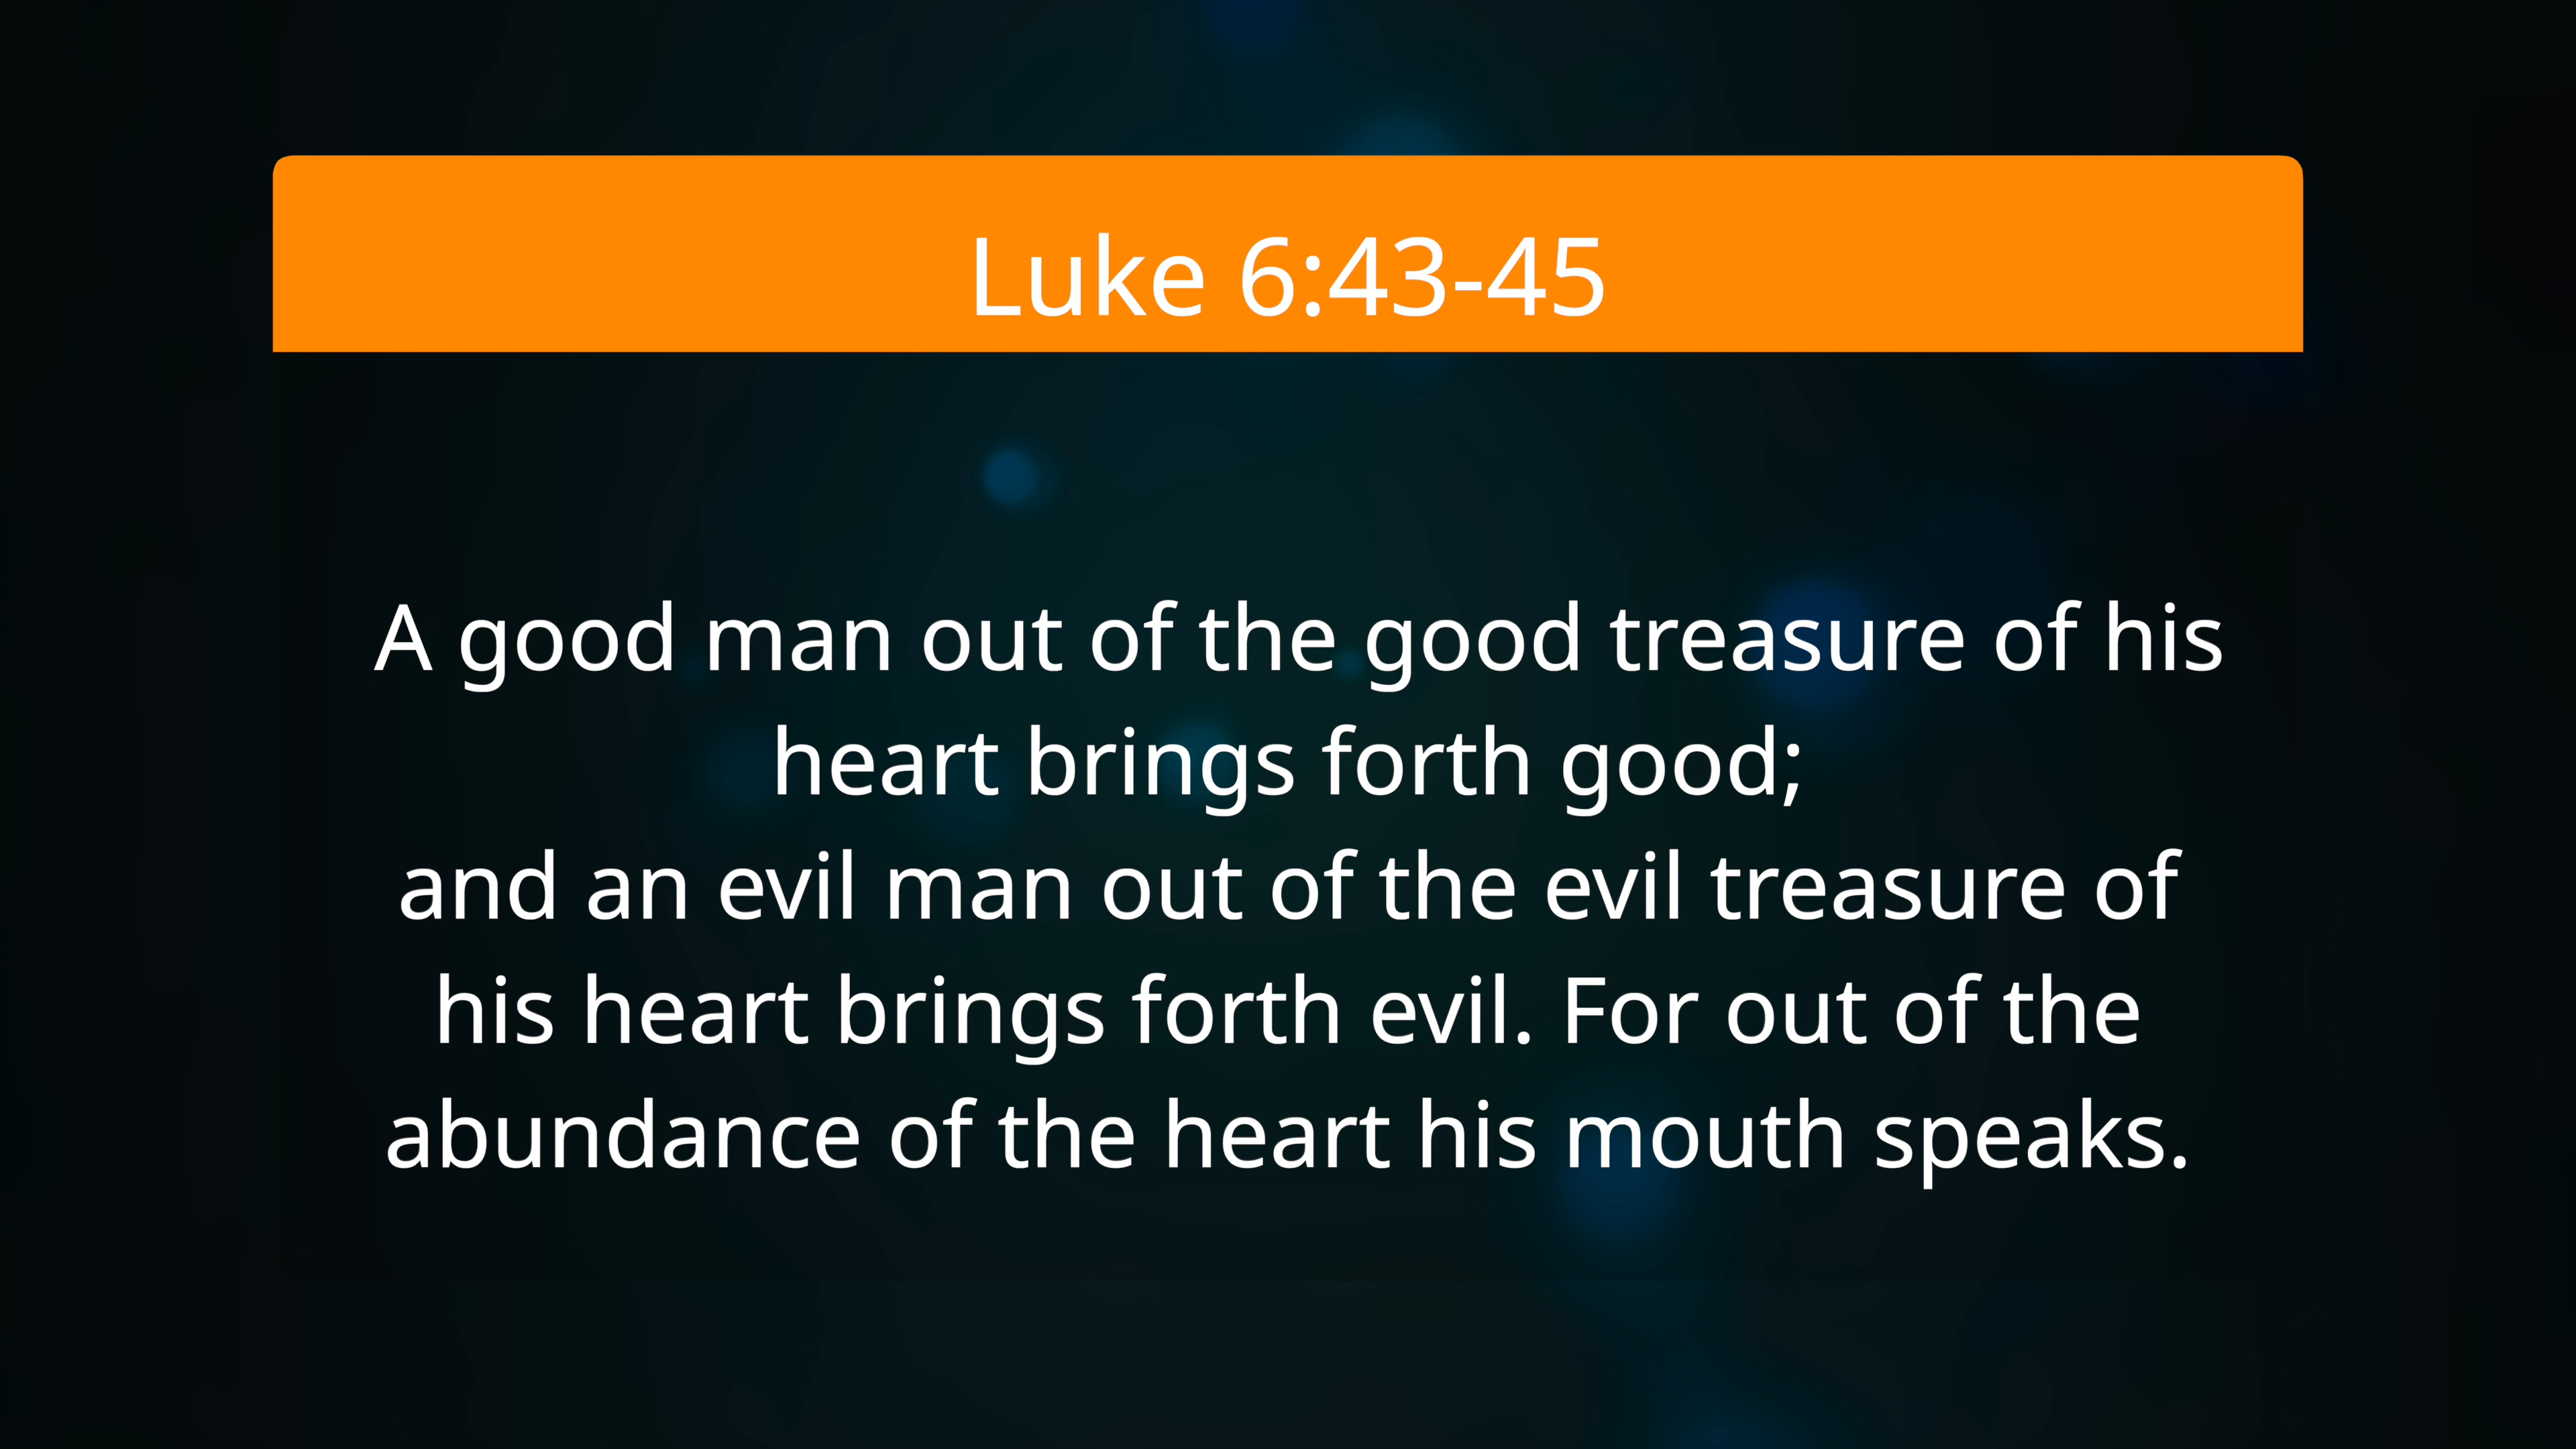 Luke 6:43-45
A good man out of the good treasure of his
heart brings forth good;
and an evil man out of the evil treasure of
his heart brings forth evil. For out of the
abundance of the heart his mouth speaks.